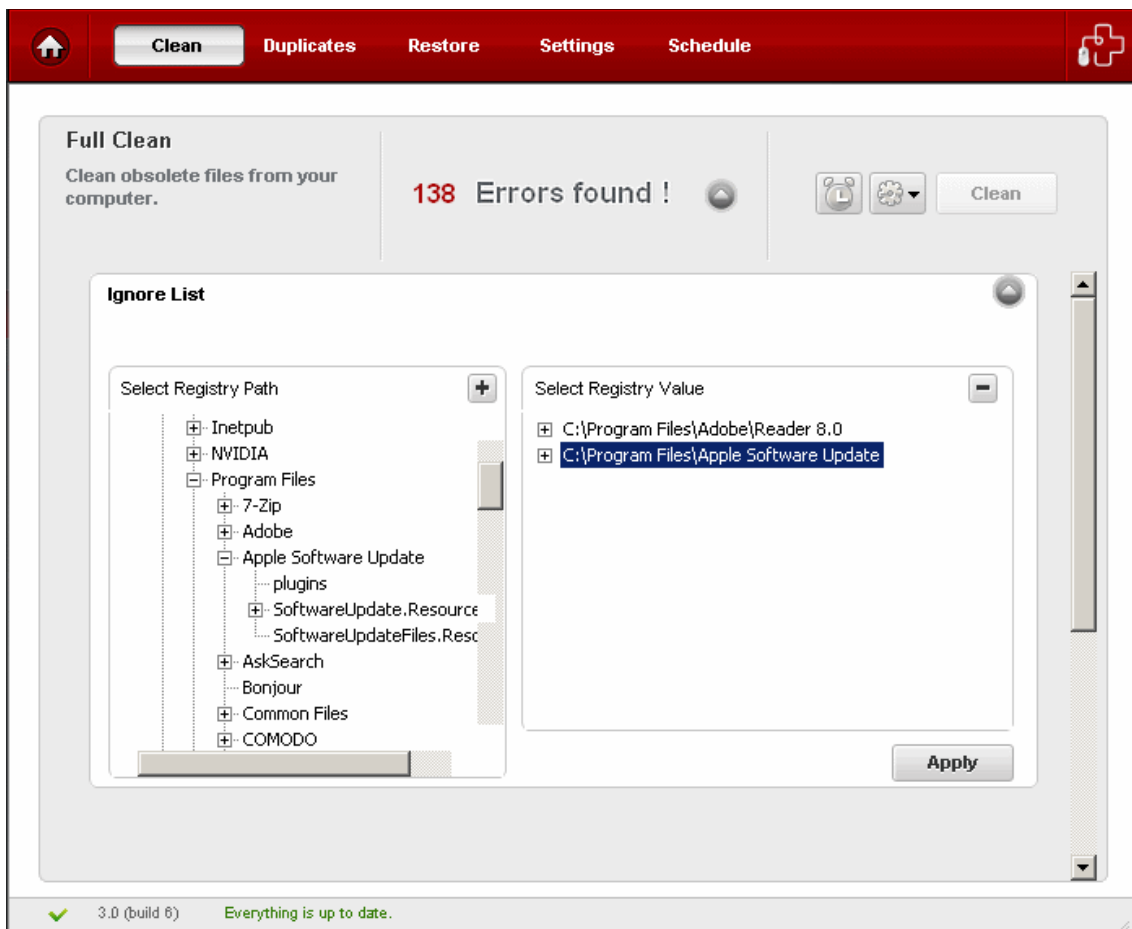 Clean Duplicates Restore Settings Schedule
Full Clean
Clean obsolete files from your
computer.
138 Errors found !
Clean
Ignore List
Select Registry Path
Inetpub
NVIDIA
Program Files
7-Zip
Adobe
Apple Software Update
plugins
SoftwareUpdate.Resource
SoftwareUpdateFiles.Reso
AskSearch
Bonjour
Common Files
COMODO
Select Registry Value
C:\Program Files\Adobe\Reader 8.0
C:\Program Files\Apple Software Update
Apply
3.0 (build 6) Everything is up to date.